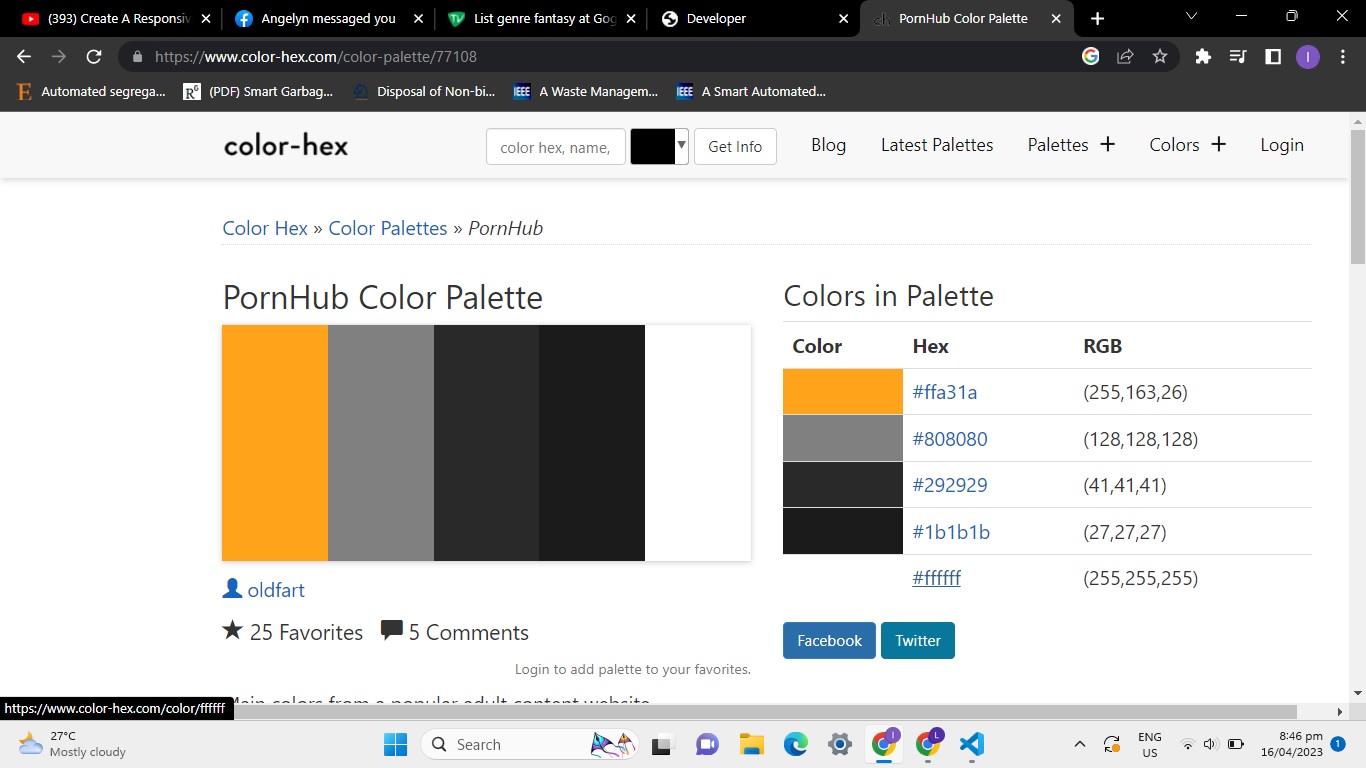 (393) Create A Responsiv
Angelyn messaged you
List genre fantasy at Gog
Developer
PornHub Color Palette
https://www.color-hex.com/color-palette/77108
I
Automated segrega...
(PDF) Smart Garbag...
Disposal of Non-bi...
IEEE A Waste Managem...
IEEE A Smart Automated...
color-hex
color hex, name,
Get Info
Blog
Latest Palettes
Palettes +
Colors +
Login
Color Hex » Color Palettes » PornHub
PornHub Color Palette
Colors in Palette
Color Hex RGB
#ffa31a (255,163,26)
#808080 (128,128,128)
#292929 (41,41,41)
#1b1b1b (27,27,27)
#ffffff (255,255,255)
oldfart
25 Favorites 5 Comments
Login to add palette to your favorites.
Facebook
Twitter
Main colors from a popular adult content website
https://www.color-hex.com/color/ffffff
27°C
Mostly cloudy
Search
I
L
ENG
US
8:46 pm
16/04/2023
1